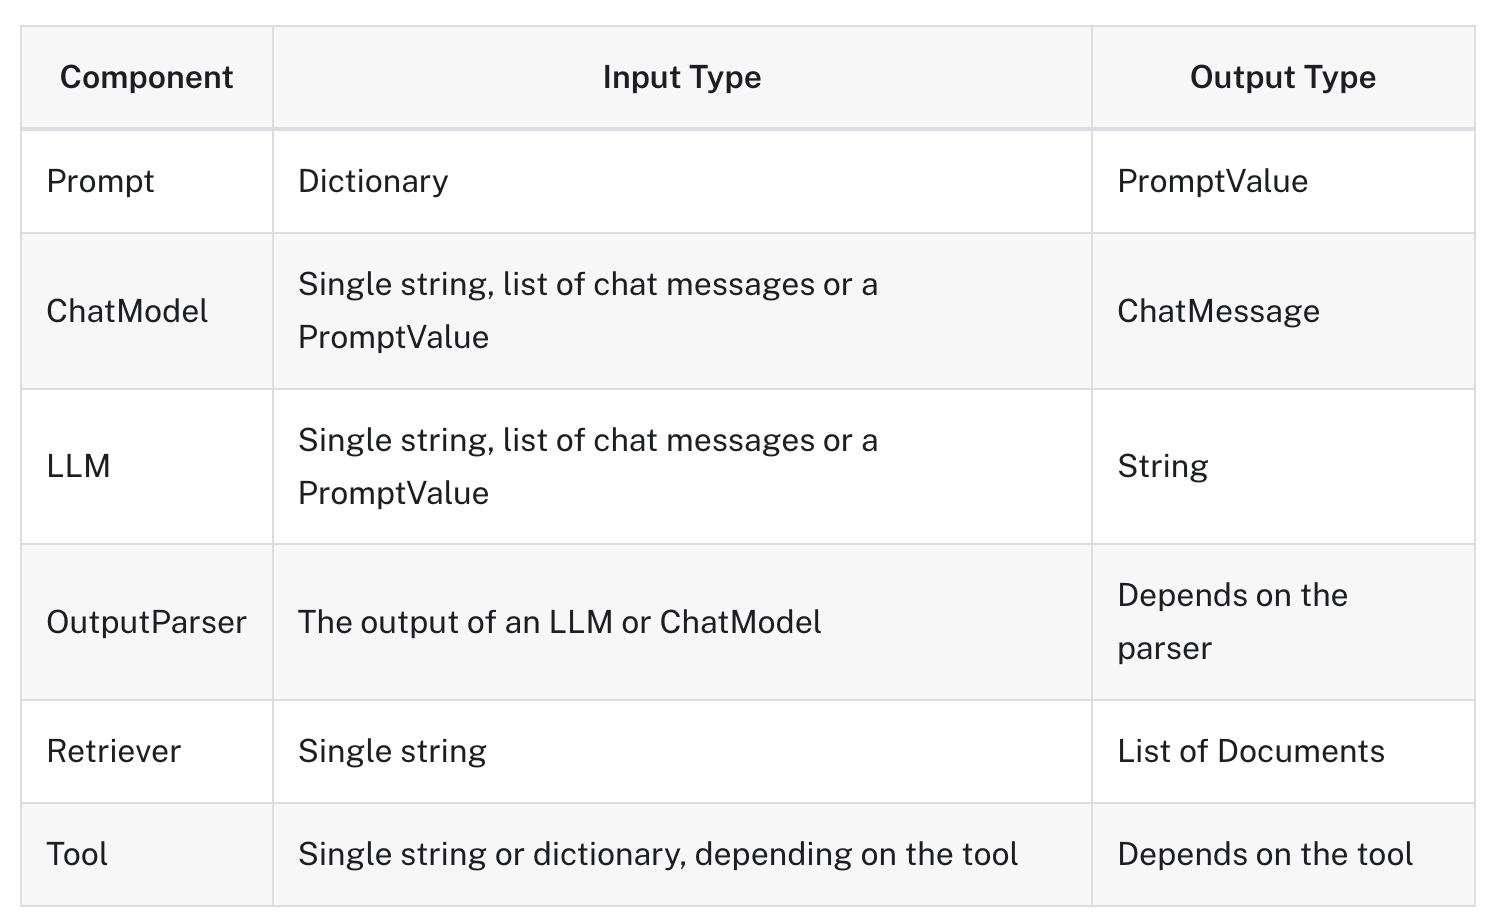 Component Input Type Output Type
Prompt Dictionary PromptValue
ChatModel
Single string, list of chat messages or a
PromptValue
ChatMessage
LLM
Single string, list of chat messages or a
PromptValue
String
OutputParser The output of an LLM or ChatModel
Depends on the
parser
Retriever Single string List of Documents
Tool Single string or dictionary, depending on the tool Depends on the tool